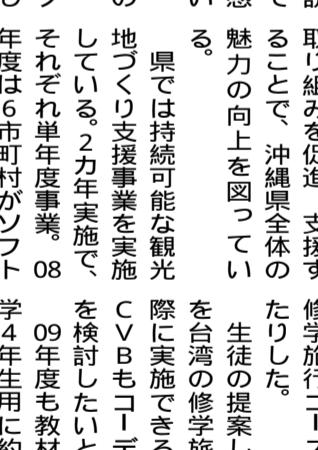 取り組みを促進、支援す
ることで、沖縄県全体の
魅力の向上を図ってい
る。
県では持続可能な観光
地づくり支援事業を実施
している。2カ年実施で、
それぞれ単年度事業。08
年度は6市町村がソフト
修学旅行コース
たりした。
生徒の提案し
を台湾の修学旅
際に実施できる
CVBもコーデ
を検討したいと
09年度も教材
学4年生用に約